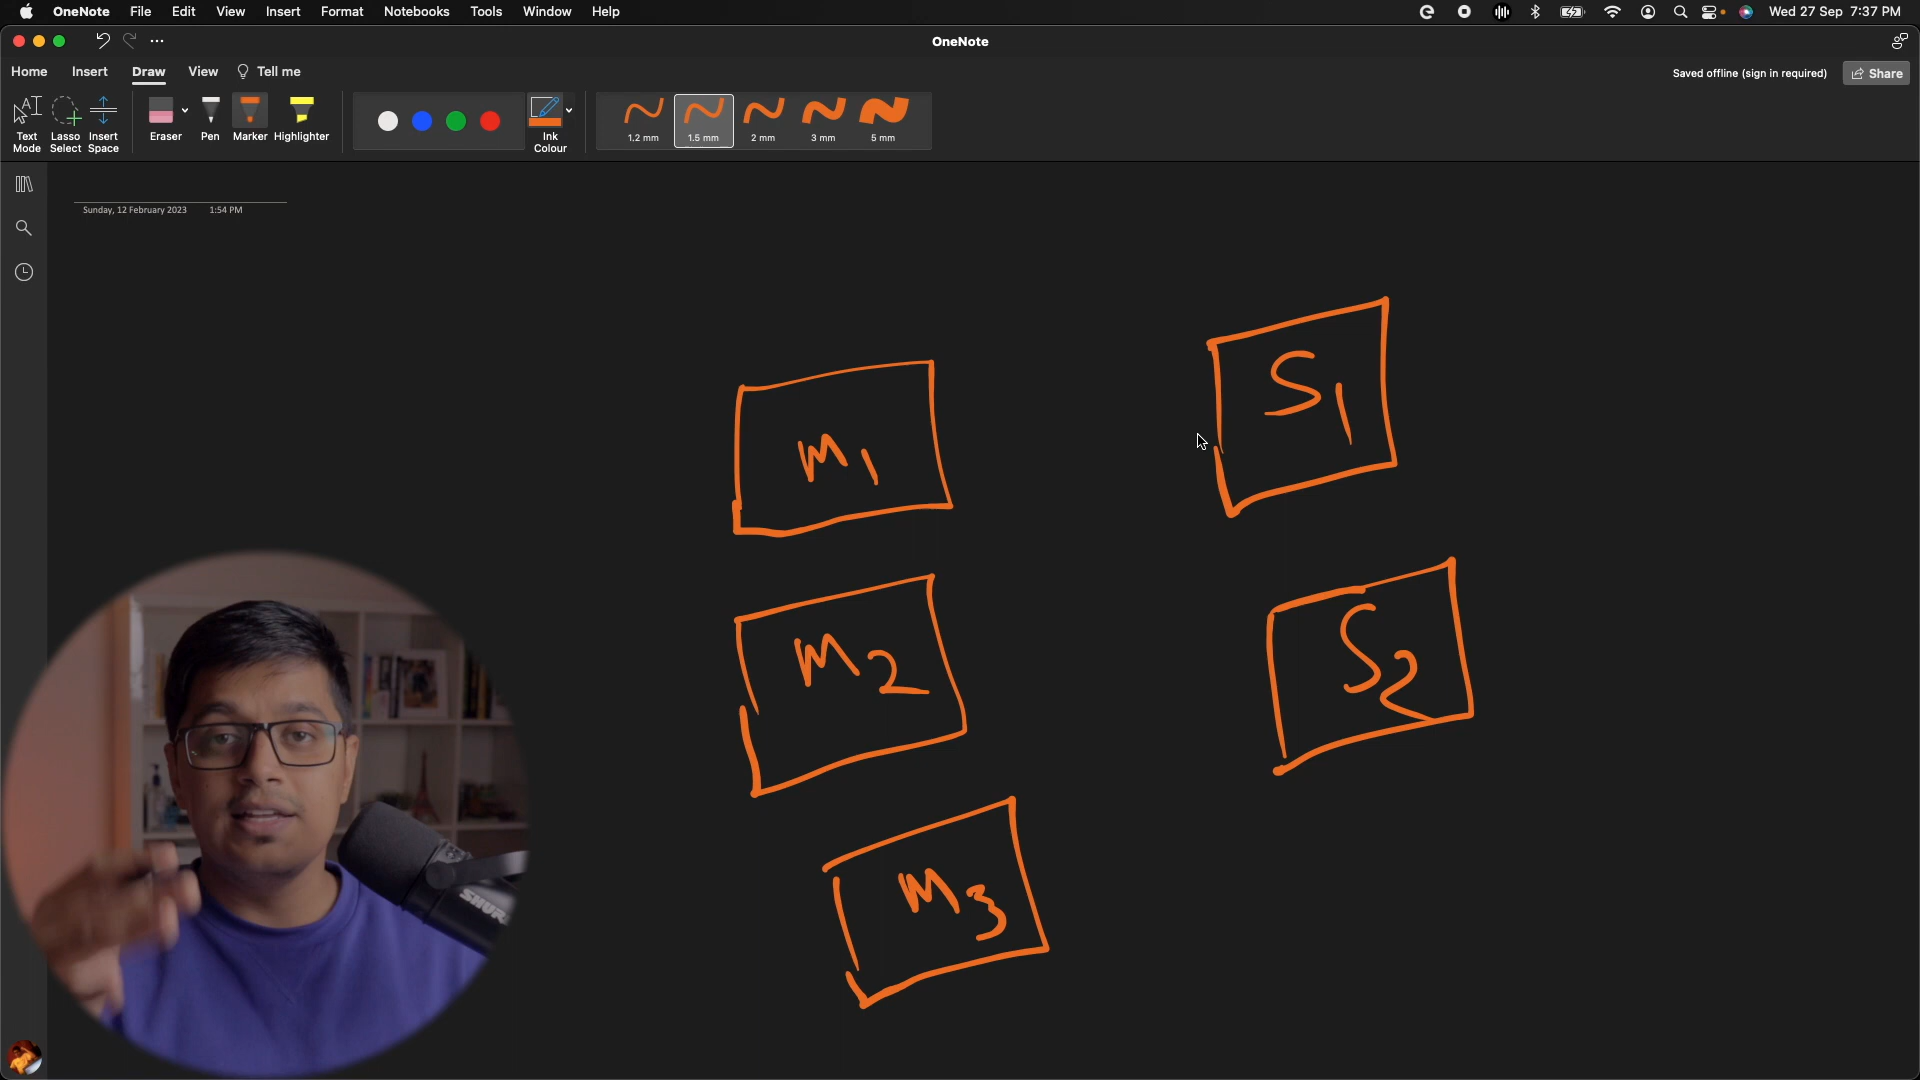 OneNote File Edit View Insert Format Notebooks Tools Window Help Wed 27 Sep 7:37 PM
OneNote
Home Insert Draw View Tell me Saved offline (sign in required) Share
Text Mode Lasso Select Insert Space Eraser Pen Marker Highlighter Ink Colour 1.2 mm 1.5 mm 2 mm 3 mm 5 mm
Sunday, 12 February 2023 1:54 PM
S1
M1
M2
S2
M3